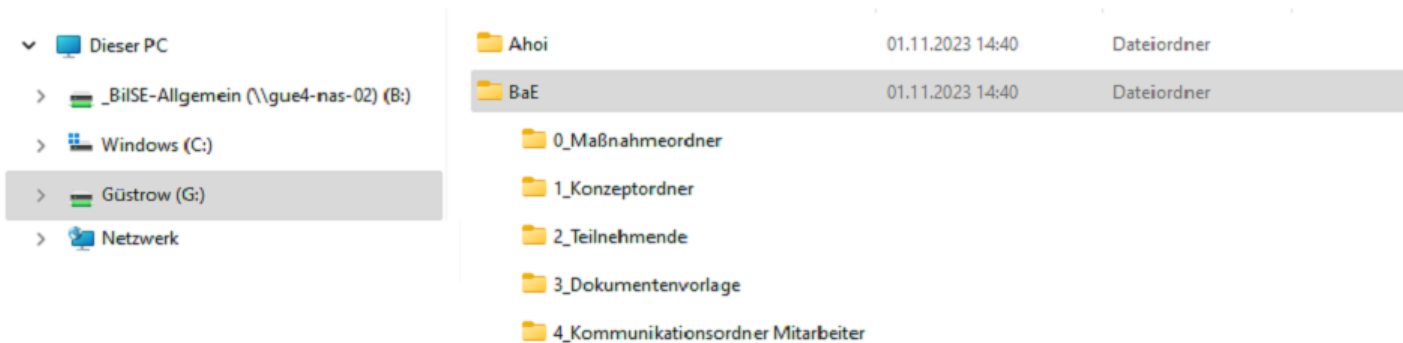 Dieser PC
_BilSE-Allgemein (\\gue4-nas-02) (B:)
Windows (C:)
Güstrow (G:)
Netzwerk
Ahoi 01.11.2023 14:40 Dateiordner
BaE 01.11.2023 14:40 Dateiordner
0_Maßnahmeordner
1_Konzeptordner
2_Teilnehmende
3_Dokumentenvorlage
4_Kommunikationsordner Mitarbeiter